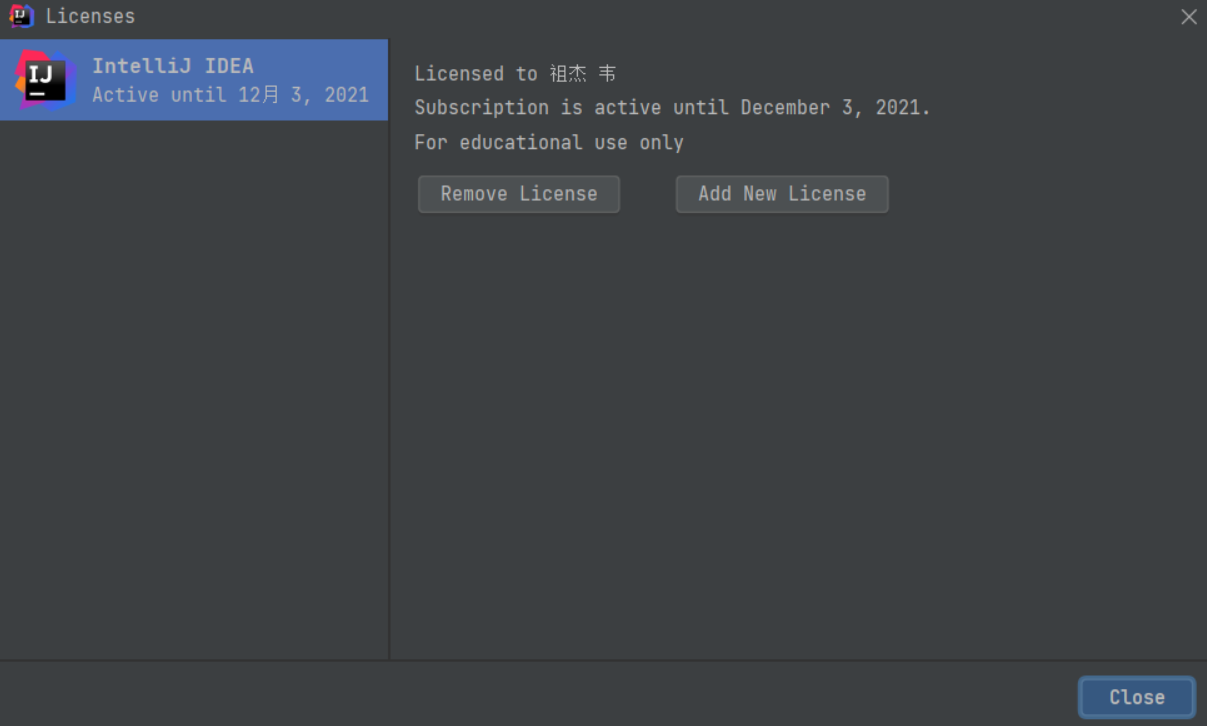 Licenses
IntelliJ IDEA
Active until 12月 3, 2021
Licensed to 祖杰 韦
Subscription is active until December 3, 2021.
For educational use only
Remove License
Add New License
Close